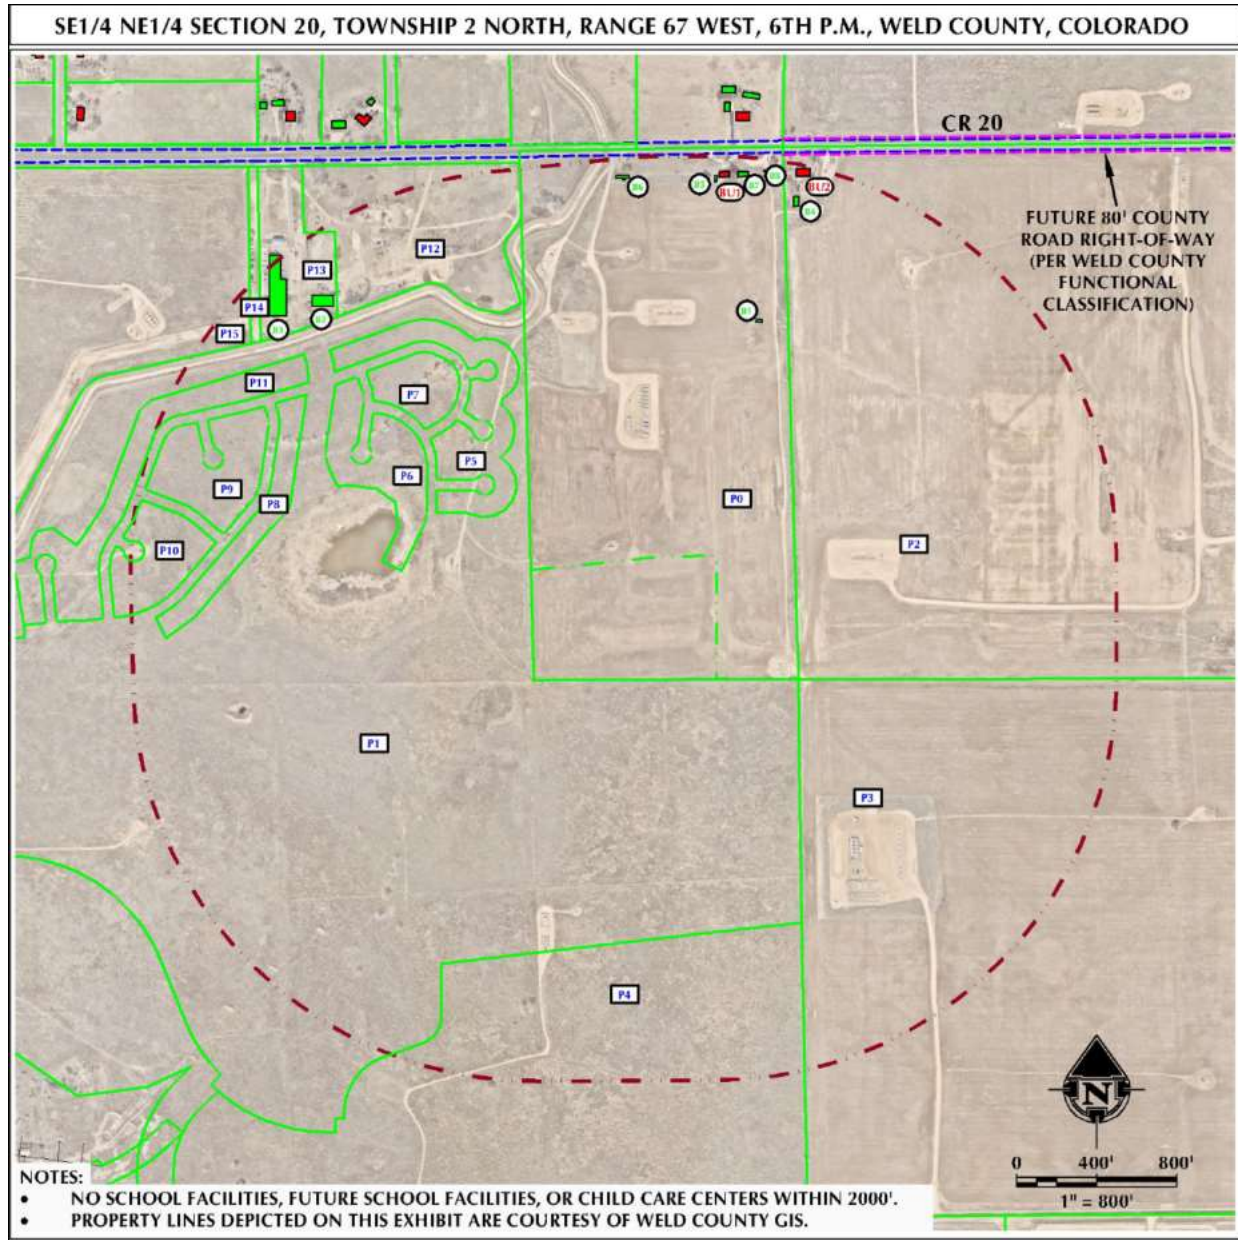 SE1/4 NE1/4 SECTION 20, TOWNSHIP 2 NORTH, RANGE 67 WEST, 6TH P.M., WELD COUNTY, COLORADO
CR 20
BU1
BU2
FUTURE 80' COUNTY
ROAD RIGHT-OF-WAY
(PER WELD COUNTY
FUNCTIONAL
CLASSIFICATION)
P12
P13
P14
P15
P11
P7
P5
P6
P9
P8
P0
P10
P2
P1
P3
P4
N
0 400' 800'
1" = 800'
NOTES:
• NO SCHOOL FACILITIES, FUTURE SCHOOL FACILITIES, OR CHILD CARE CENTERS WITHIN 2000'.
• PROPERTY LINES DEPICTED ON THIS EXHIBIT ARE COURTESY OF WELD COUNTY GIS.